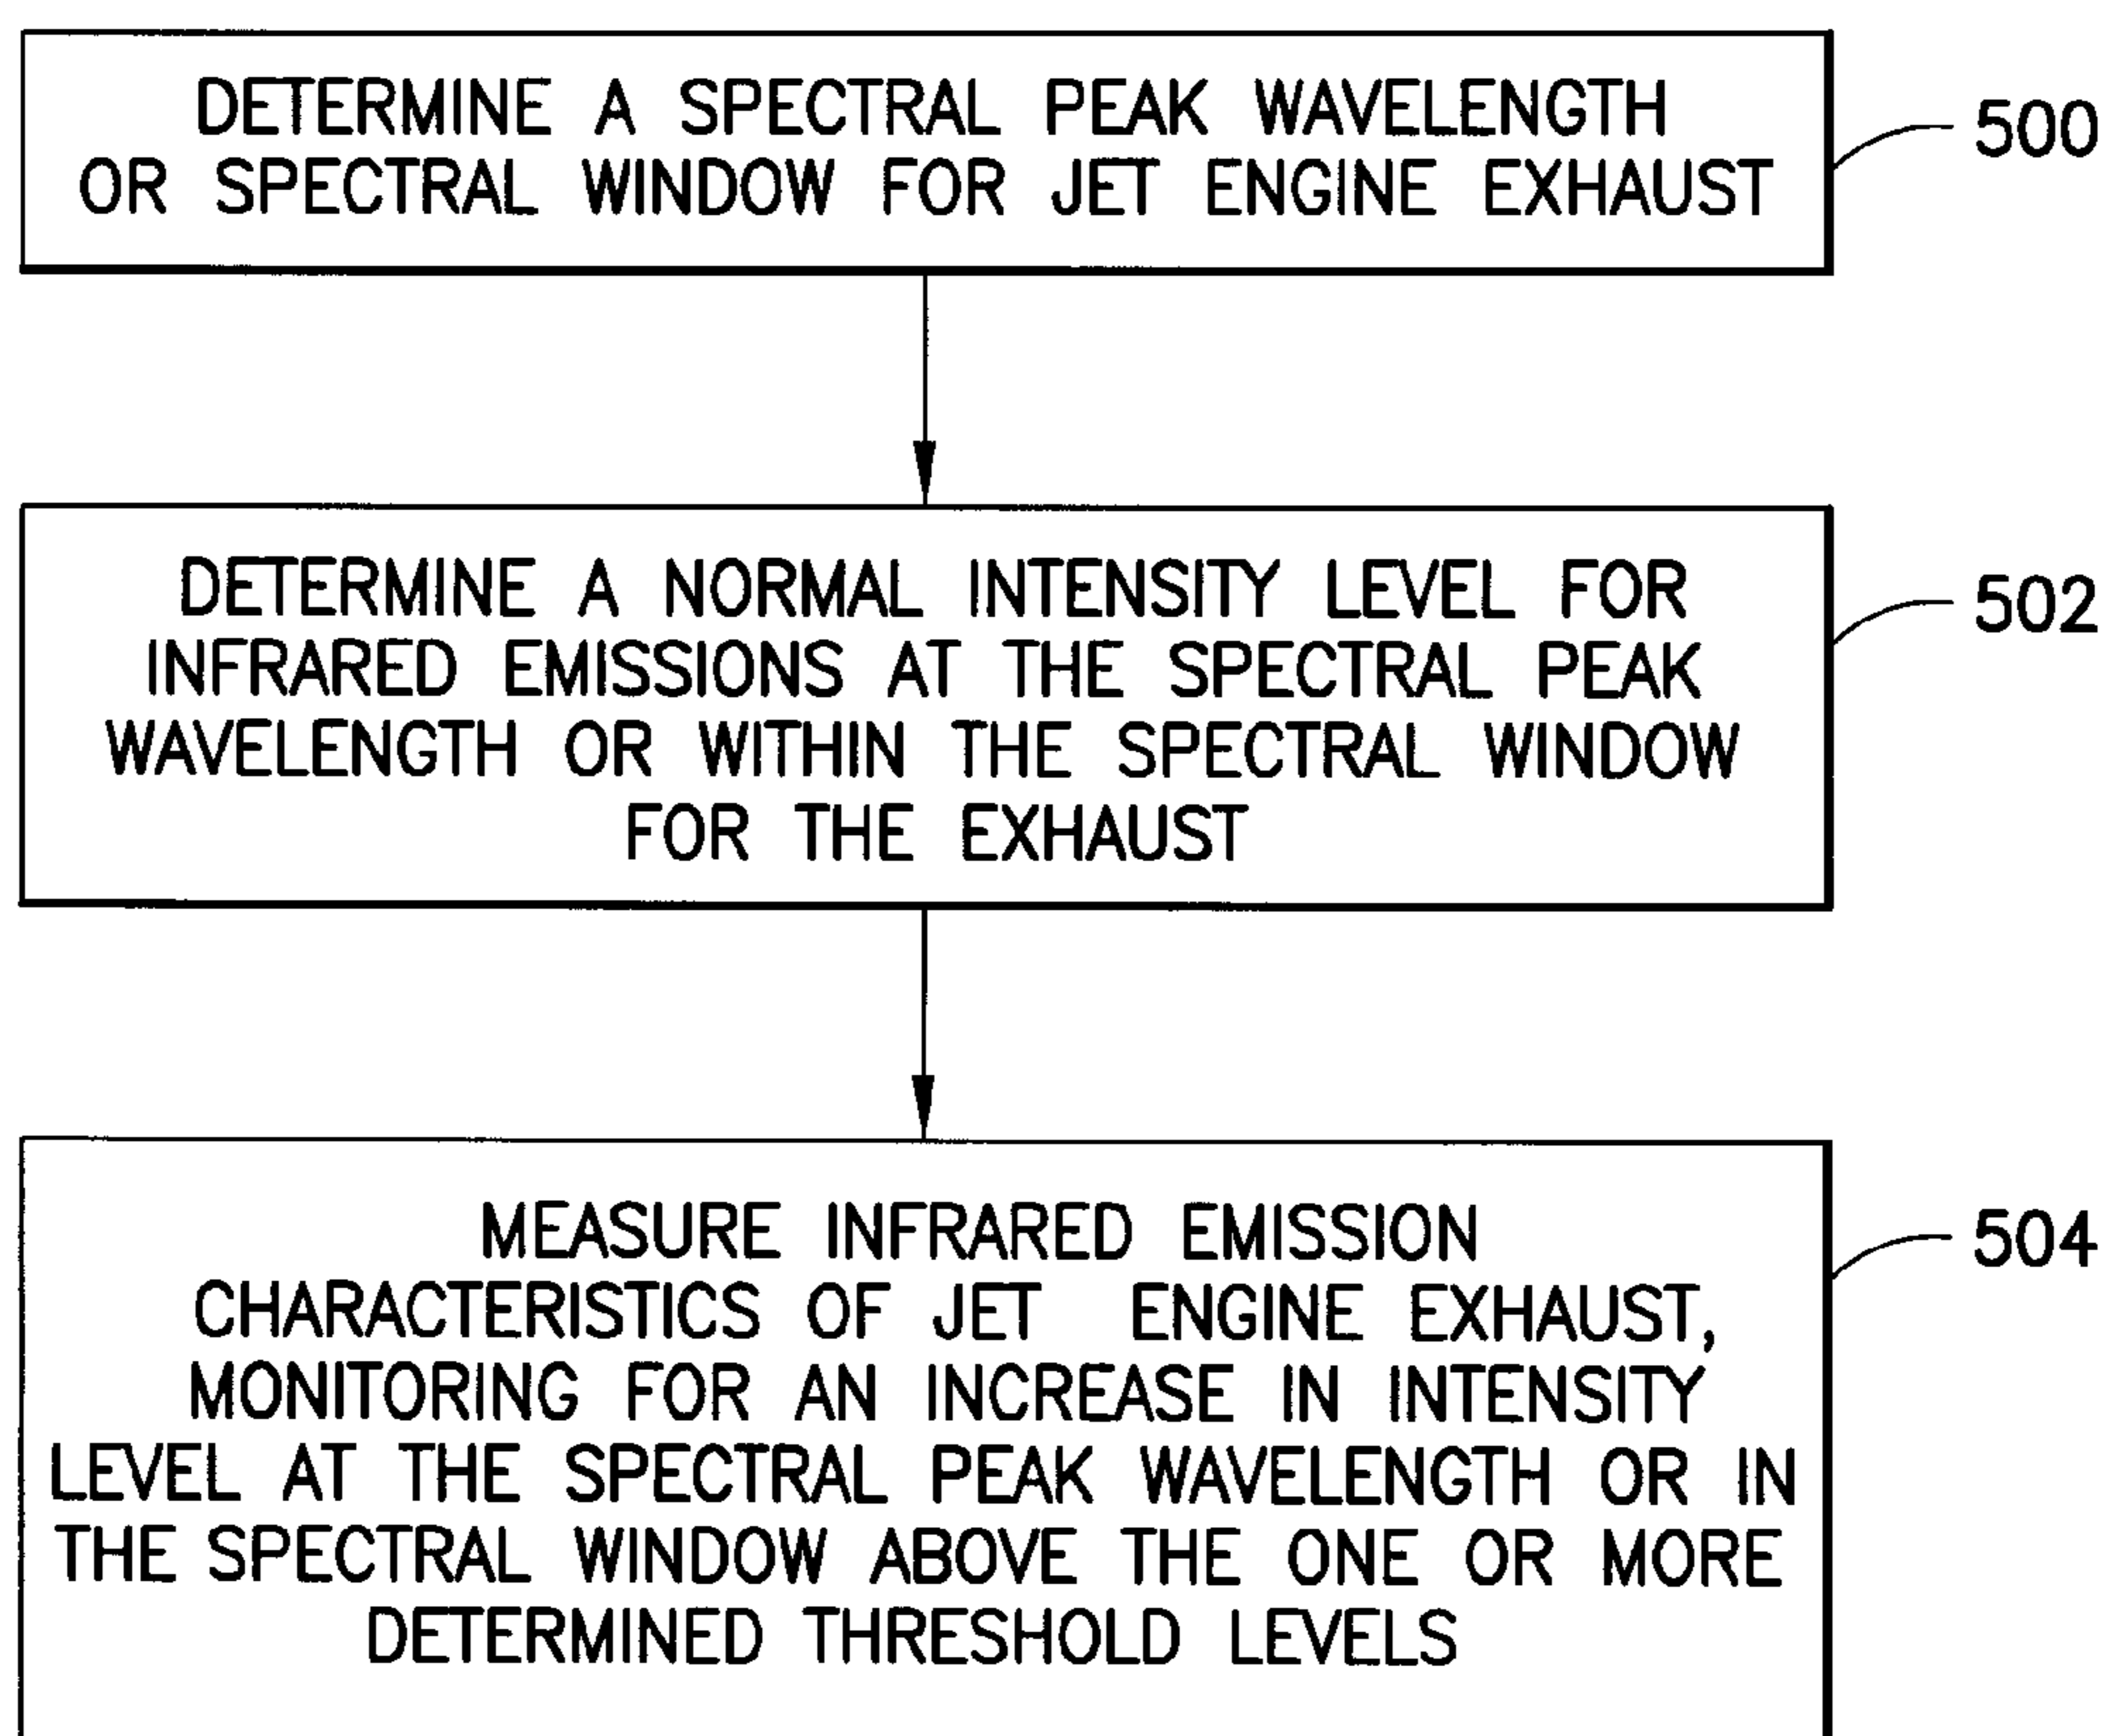 DETERMINE A SPECTRAL PEAK WAVELENGTH
OR SPECTRAL WINDOW FOR JET ENGINE EXHAUST
500
DETERMINE A NORMAL INTENSITY LEVEL FOR
INFRARED EMISSIONS AT THE SPECTRAL PEAK
WAVELENGTH OR WITHIN THE SPECTRAL WINDOW
FOR THE EXHAUST
502
MEASURE INFRARED EMISSION
CHARACTERISTICS OF JET ENGINE EXHAUST,
MONITORING FOR AN INCREASE IN INTENSITY
LEVEL AT THE SPECTRAL PEAK WAVELENGTH OR IN
THE SPECTRAL WINDOW ABOVE THE ONE OR MORE
DETERMINED THRESHOLD LEVELS
504